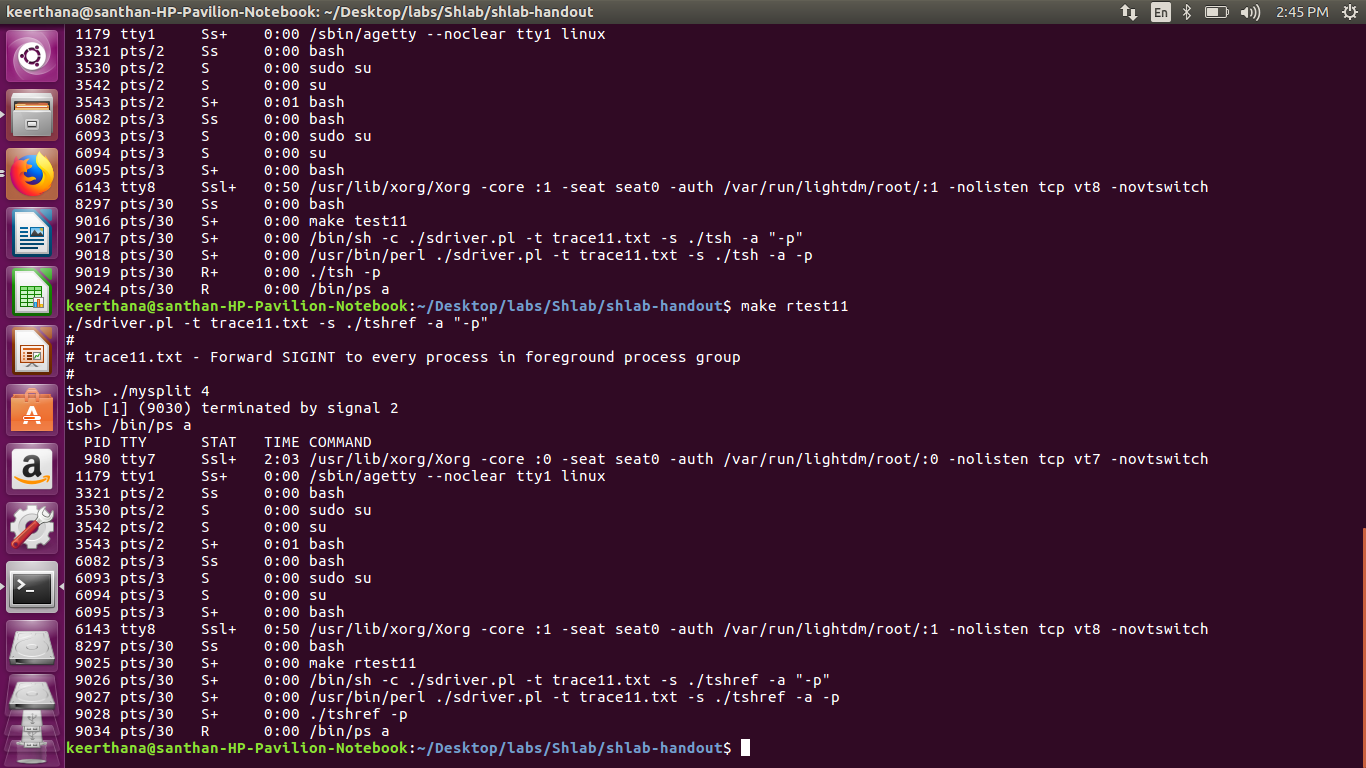 keerthana@santhan-HP-Pavilion-Notebook: ~/Desktop/labs/Shlab/shlab-handout
En
2:45 PM
1179 tty1     Ss+    0:00 /sbin/agetty --noclear tty1 linux
3321 pts/2    Ss     0:00 bash
3530 pts/2    S      0:00 sudo su
3542 pts/2    S      0:00 su
3543 pts/2    S+     0:01 bash
6082 pts/3    Ss     0:00 bash
6093 pts/3    S      0:00 sudo su
6094 pts/3    S      0:00 su
6095 pts/3    S+     0:00 bash
6143 tty8     Ssl+   0:50 /usr/lib/xorg/Xorg -core :1 -seat seat0 -auth /var/run/lightdm/root/:1 -nolisten tcp vt8 -novtswitch
8297 pts/30   Ss     0:00 bash
9016 pts/30   S+     0:00 make test11
9017 pts/30   S+     0:00 /bin/sh -c ./sdriver.pl -t trace11.txt -s ./tsh -a "-p"
9018 pts/30   S+     0:00 /usr/bin/perl ./sdriver.pl -t trace11.txt -s ./tsh -a -p
9019 pts/30   R+     0:00 ./tsh -p
9024 pts/30   R      0:00 /bin/ps a
keerthana@santhan-HP-Pavilion-Notebook:~/Desktop/labs/Shlab/shlab-handout$ make rtest11
./sdriver.pl -t trace11.txt -s ./tshref -a "-p"
#
# trace11.txt - Forward SIGINT to every process in foreground process group
#
tsh> ./mysplit 4
Job [1] (9030) terminated by signal 2
tsh> /bin/ps a
  PID TTY      STAT   TIME COMMAND
  980 tty7     Ssl+   2:03 /usr/lib/xorg/Xorg -core :0 -seat seat0 -auth /var/run/lightdm/root/:0 -nolisten tcp vt7 -novtswitch
1179 tty1     Ss+    0:00 /sbin/agetty --noclear tty1 linux
3321 pts/2    Ss     0:00 bash
3530 pts/2    S      0:00 sudo su
3542 pts/2    S      0:00 su
3543 pts/2    S+     0:01 bash
6082 pts/3    Ss     0:00 bash
6093 pts/3    S      0:00 sudo su
6094 pts/3    S      0:00 su
6095 pts/3    S+     0:00 bash
6143 tty8     Ssl+   0:50 /usr/lib/xorg/Xorg -core :1 -seat seat0 -auth /var/run/lightdm/root/:1 -nolisten tcp vt8 -novtswitch
8297 pts/30   Ss     0:00 bash
9025 pts/30   S+     0:00 make rtest11
9026 pts/30   S+     0:00 /bin/sh -c ./sdriver.pl -t trace11.txt -s ./tshref -a "-p"
9027 pts/30   S+     0:00 /usr/bin/perl ./sdriver.pl -t trace11.txt -s ./tshref -a -p
9028 pts/30   S+     0:00 ./tshref -p
9034 pts/30   R      0:00 /bin/ps a
keerthana@santhan-HP-Pavilion-Notebook:~/Desktop/labs/Shlab/shlab-handout$